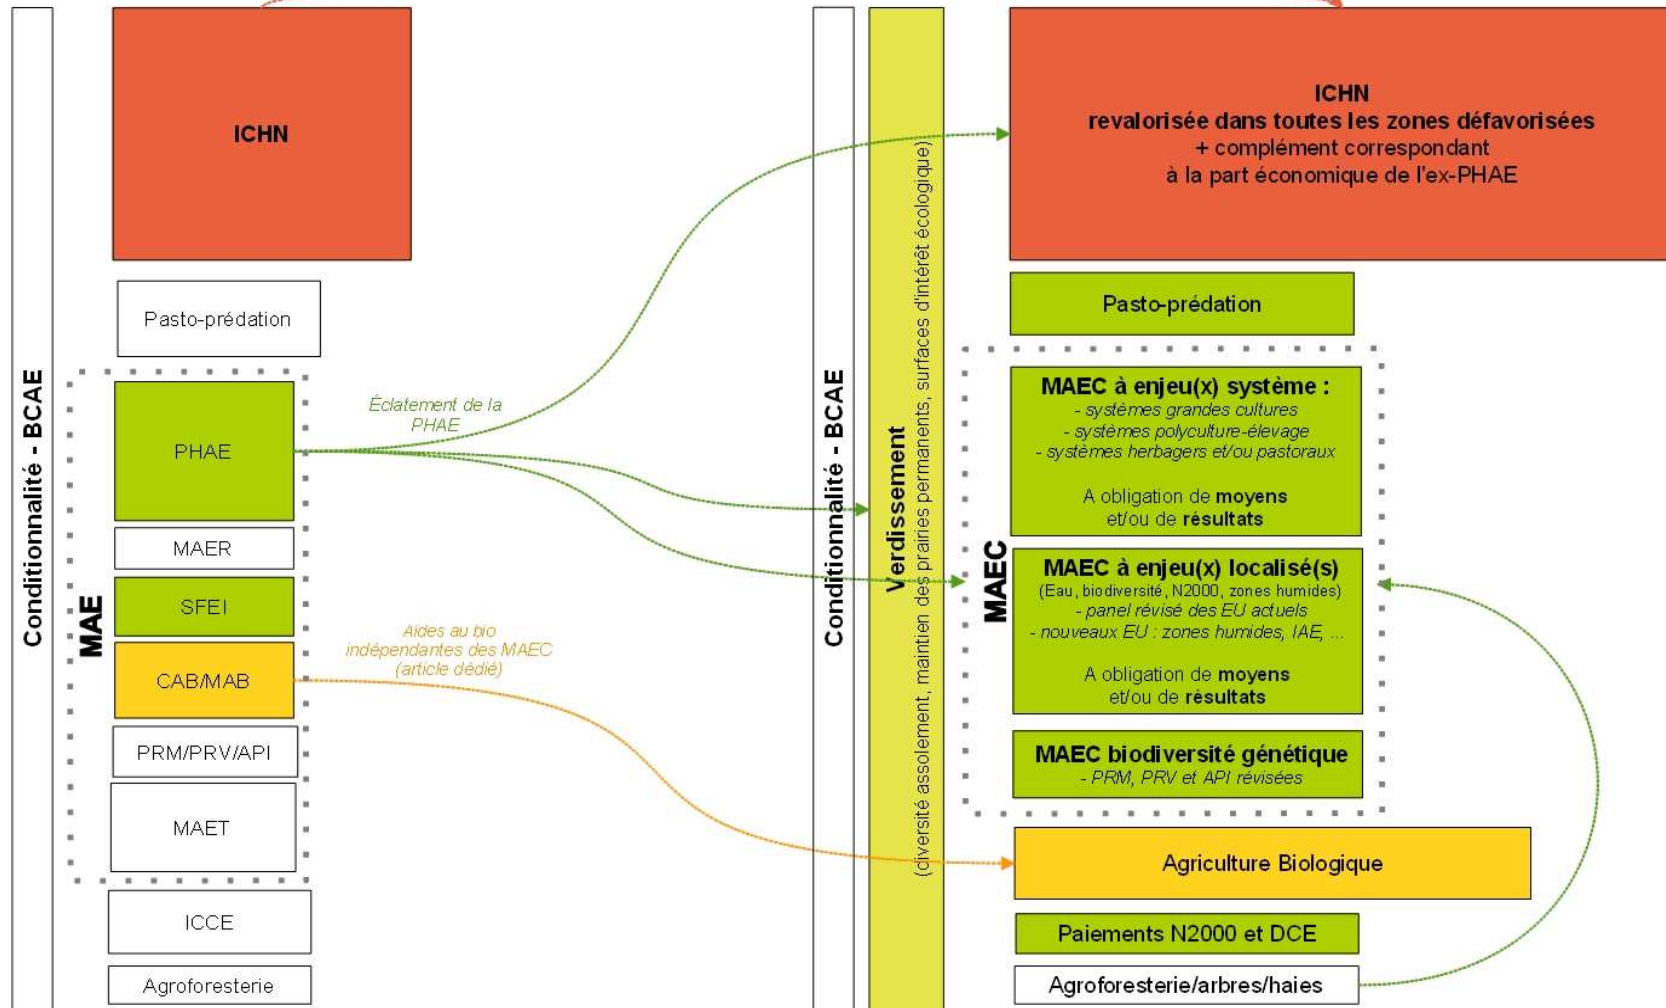 Conditionnalité - BCAE
ICHN
Pasto-prédation
MAE
PHAE
MAER
SFEI
CAB/MAB
PRM/PRV/API
MAET
ICCE
Agroforesterie
Éclatement de la
PHAE
Aides au bio
indépendantes des MAEC
(article dédié)
Conditionnalité - BCAE
Verdissement
(diversité assolement, maintien des prairies permanents, surfaces d'intérêt écologique)
ICHN
revalorisée dans toutes les zones défavorisées
+ complément correspondant
à la part économique de l'ex-PHAE
Pasto-prédation
MAEC
MAEC à enjeu(x) système :
- systèmes grandes cultures
- systèmes polyculture-élevage
- systèmes herbagers et/ou pastoraux
A obligation de moyens
et/ou de résultats
MAEC à enjeu(x) localisé(s)
(Eau, biodiversité, N2000, zones humides)
- panel révisé des EU actuels
- nouveaux EU : zones humides, IAE, ...
A obligation de moyens
et/ou de résultats
MAEC biodiversité génétique
- PRM, PRV et API révisées
Agriculture Biologique
Paiements N2000 et DCE
Agroforesterie/arbres/haies